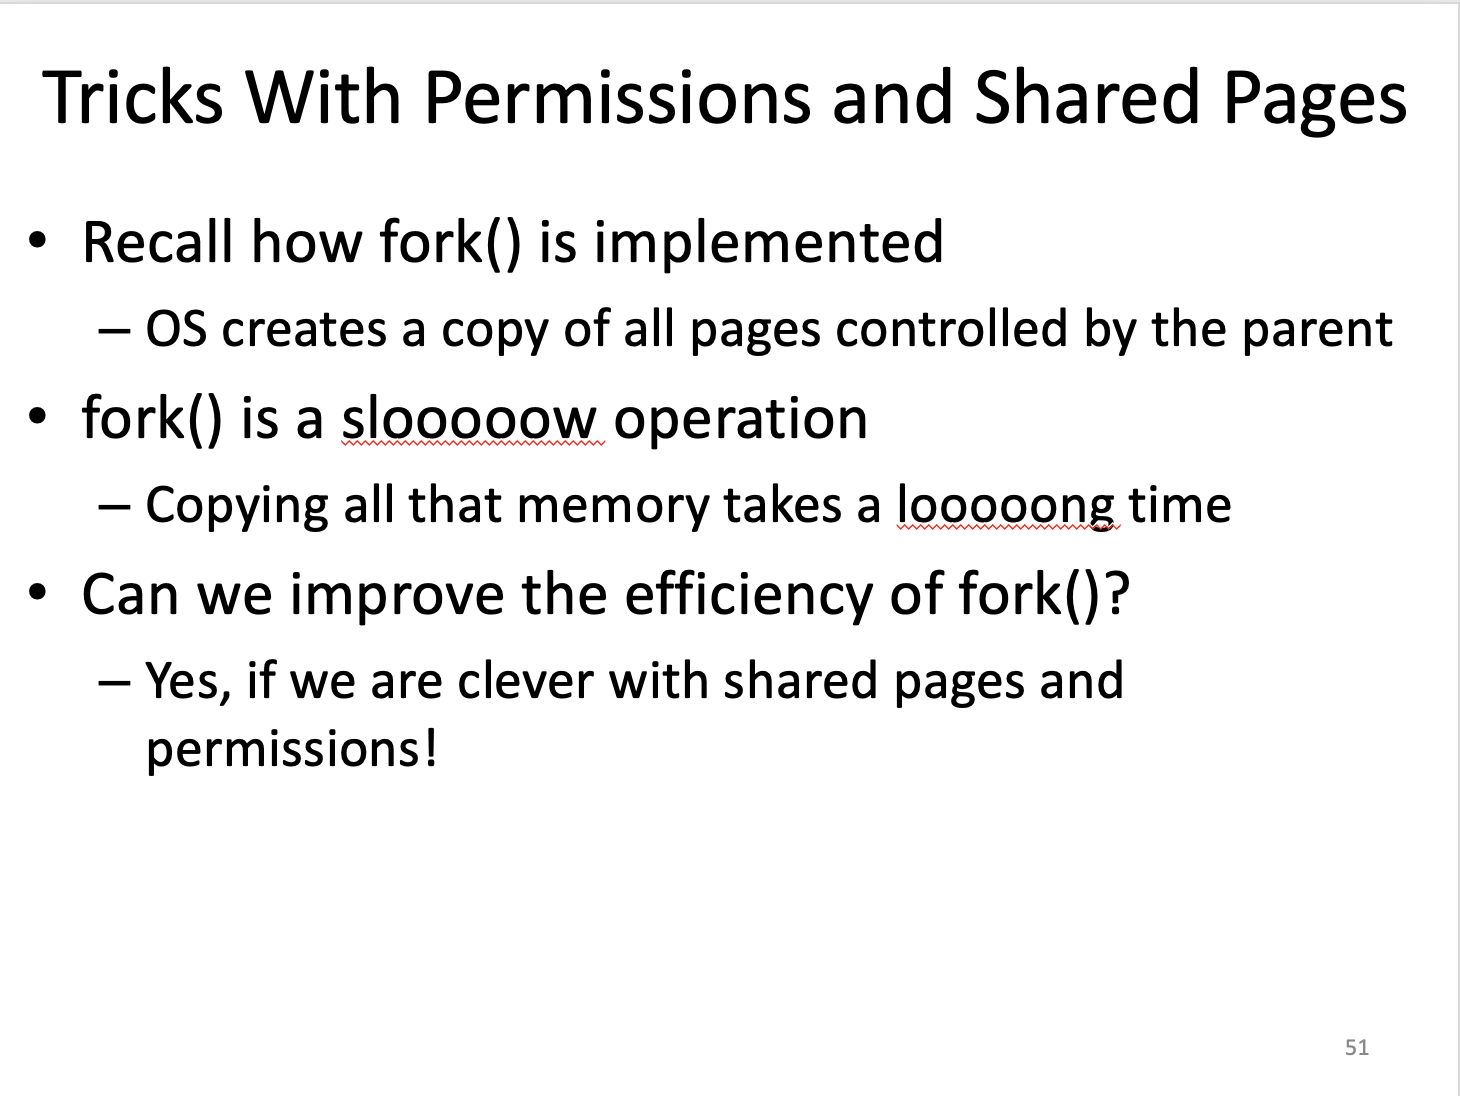 Tricks With Permissions and Shared Pages
• Recall how fork() is implemented
– OS creates a copy of all pages controlled by the parent
• fork() is a slooooow operation
– Copying all that memory takes a looooong time
• Can we improve the efficiency of fork()?
– Yes, if we are clever with shared pages and
permissions!
51